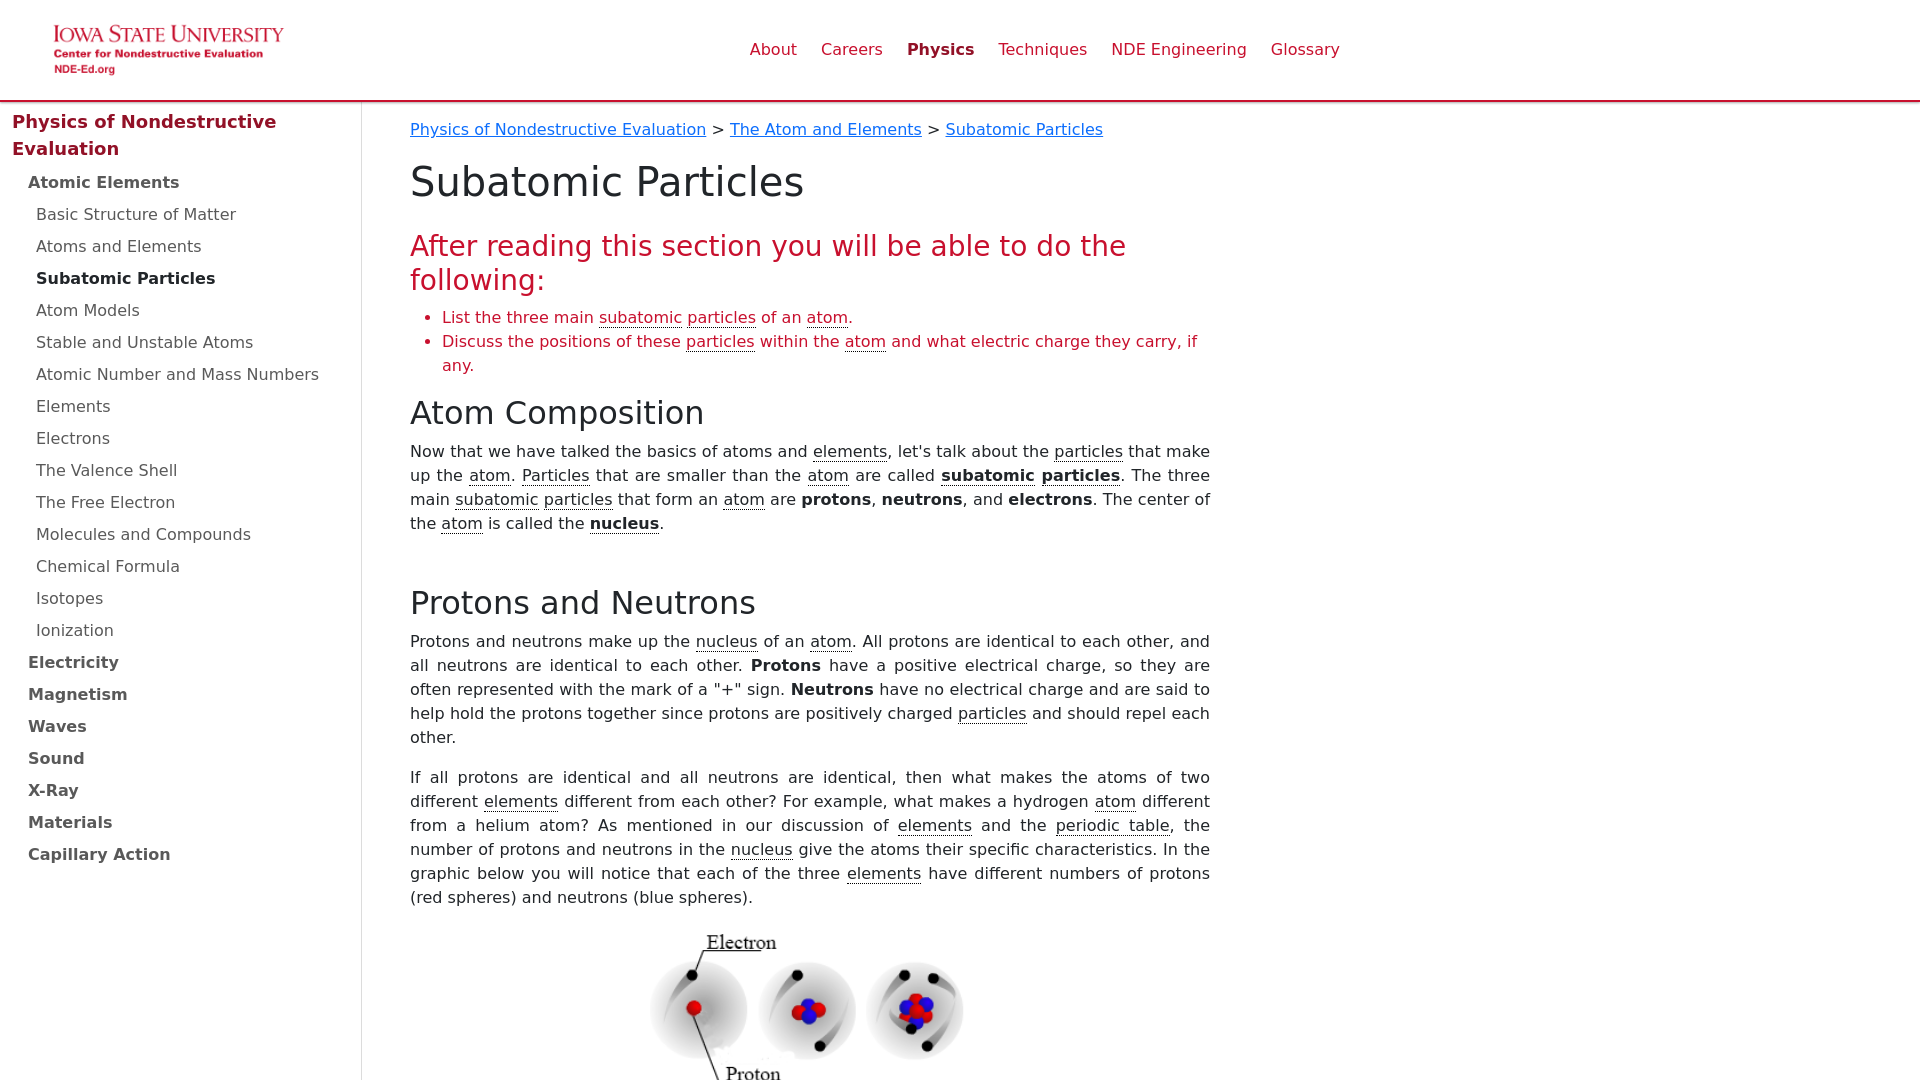 IOWA STATE UNIVERSITY
Center for Nondestructive Evaluation
NDE-Ed.org
About Careers Physics Techniques NDE Engineering Glossary
Physics of Nondestructive
Evaluation
Atomic Elements
Basic Structure of Matter
Atoms and Elements
Subatomic Particles
Atom Models
Stable and Unstable Atoms
Atomic Number and Mass Numbers
Elements
Electrons
The Valence Shell
The Free Electron
Molecules and Compounds
Chemical Formula
Isotopes
Ionization
Electricity
Magnetism
Waves
Sound
X-Ray
Materials
Capillary Action
Physics of Nondestructive Evaluation > The Atom and Elements > Subatomic Particles
Subatomic Particles
After reading this section you will be able to do the
following:
• List the three main subatomic particles of an atom.
• Discuss the positions of these particles within the atom and what electric charge they carry, if
any.
Atom Composition
Now that we have talked the basics of atoms and elements, let's talk about the particles that make
up the atom. Particles that are smaller than the atom are called subatomic particles. The three
main subatomic particles that form an atom are protons, neutrons, and electrons. The center of
the atom is called the nucleus.
Protons and Neutrons
Protons and neutrons make up the nucleus of an atom. All protons are identical to each other, and
all neutrons are identical to each other. Protons have a positive electrical charge, so they are
often represented with the mark of a "+" sign. Neutrons have no electrical charge and are said to
help hold the protons together since protons are positively charged particles and should repel each
other.
If all protons are identical and all neutrons are identical, then what makes the atoms of two
different elements different from each other? For example, what makes a hydrogen atom different
from a helium atom? As mentioned in our discussion of elements and the periodic table, the
number of protons and neutrons in the nucleus give the atoms their specific characteristics. In the
graphic below you will notice that each of the three elements have different numbers of protons
(red spheres) and neutrons (blue spheres).
Electron
Proton